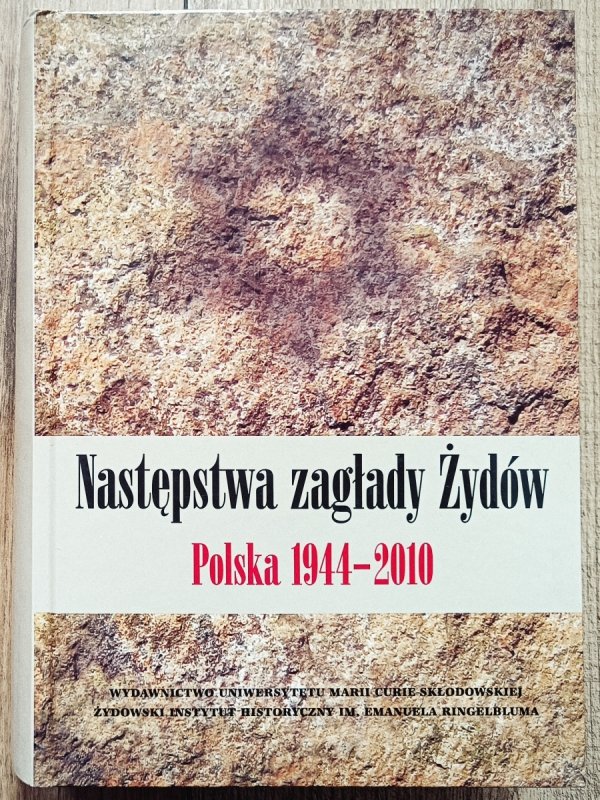 Następstwa zagłady Żydów
Polska 1944–2010
WYDAWNICTWO UNIWERSYTETU MARII CURIE-SKŁODOWSKIEJ
ŻYDOWSKI INSTYTUT HISTORYCZNY IM. EMANUELA RINGELBLUMA